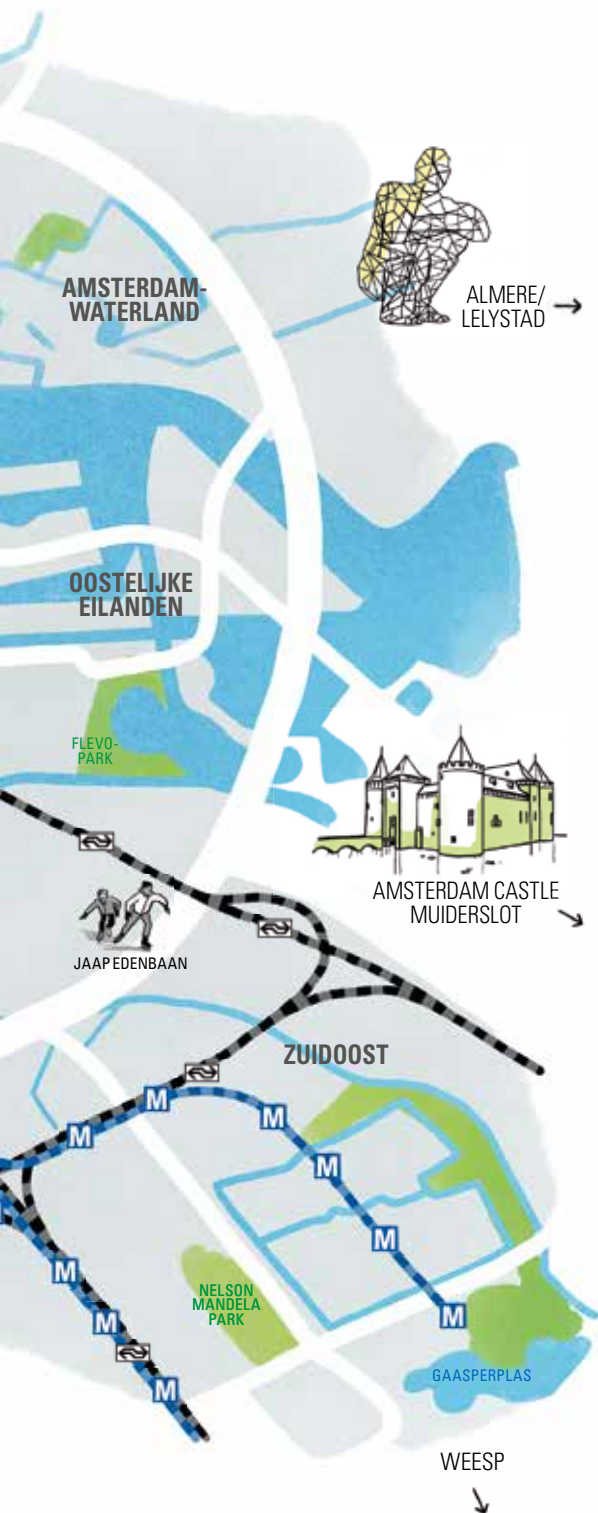 AMSTERDAM-
WATERLAND
ALMERE/
LELYSTAD
OOSTELIJKE
EILANDEN
FLEVO-
PARK
AMSTERDAM CASTLE
MUIDERSLOT
JAAP EDENBAAN
ZUIDOOST
M
M
M
M
M
M
M
M
M
NELSON
MANDELA
PARK
GAASPERPLAS
WEESP